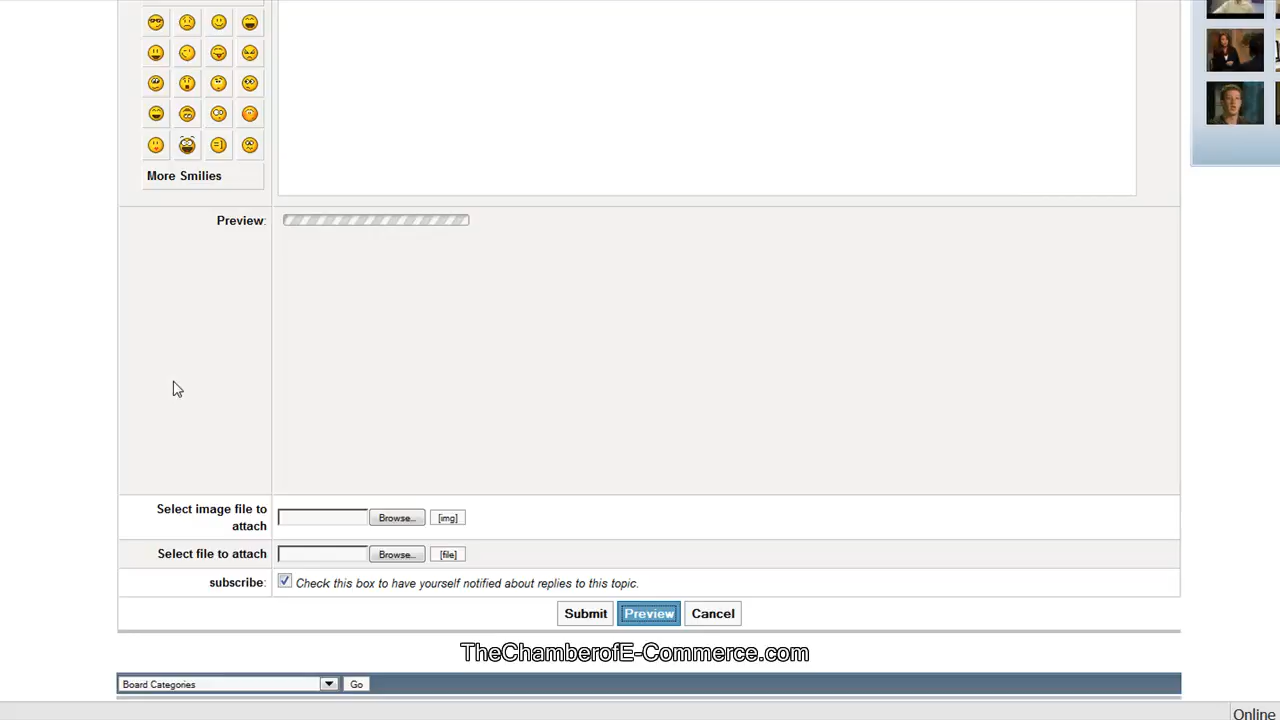 More Smilies
Preview:
Select image file to
attach
Browse...
[img]
Select file to attach
Browse...
[file]
subscribe:
Check this box to have yourself notified about replies to this topic.
Submit
Preview
Cancel
TheChamberofE-Commerce.com
Board Categories
Go
Online